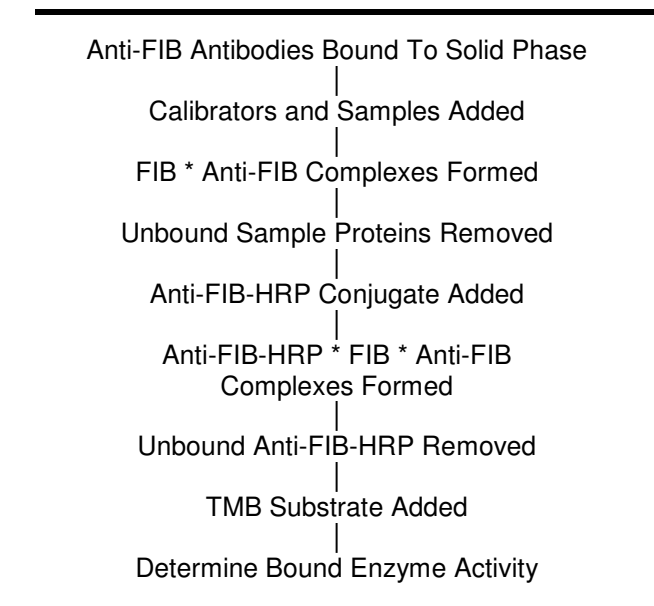 Anti-FIB Antibodies Bound To Solid Phase
Calibrators and Samples Added
FIB * Anti-FIB Complexes Formed
Unbound Sample Proteins Removed
Anti-FIB-HRP Conjugate Added
Anti-FIB-HRP * FIB * Anti-FIB
Complexes Formed
Unbound Anti-FIB-HRP Removed
TMB Substrate Added
Determine Bound Enzyme Activity